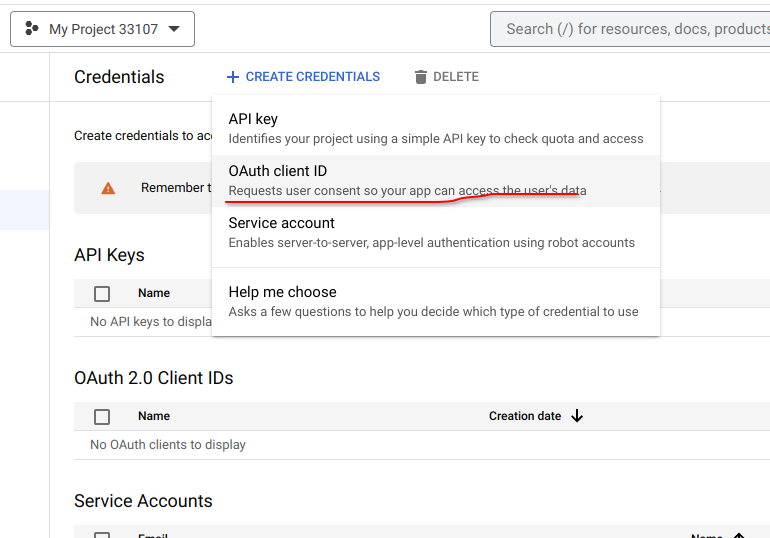 My Project 33107
Search (/) for resources, docs, products
Credentials
CREATE CREDENTIALS
DELETE
API key
Identifies your project using a simple API key to check quota and access
Create credentials to
OAuth client ID
Requests user consent so your app can access the user's data
Remember
Service account
Enables server-to-server, app-level authentication using robot accounts
API Keys
Help me choose
Asks a few questions to help you decide which type of credential to use
Name
No API keys to displa
OAuth 2.0 Client IDs
Name
Creation date
No OAuth clients to display
Service Accounts
Email
Name